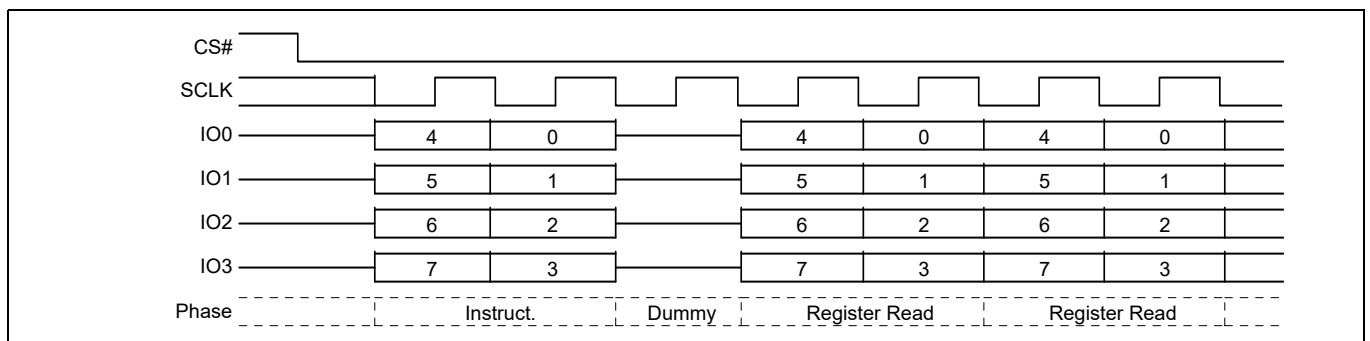 CS#
SCLK
IO0 4 0 4 0 4 0
IO1 5 1 5 1 5 1
IO2 6 2 6 2 6 2
IO3 7 3 7 3 7 3
Phase Instruct. Dummy Register Read Register Read